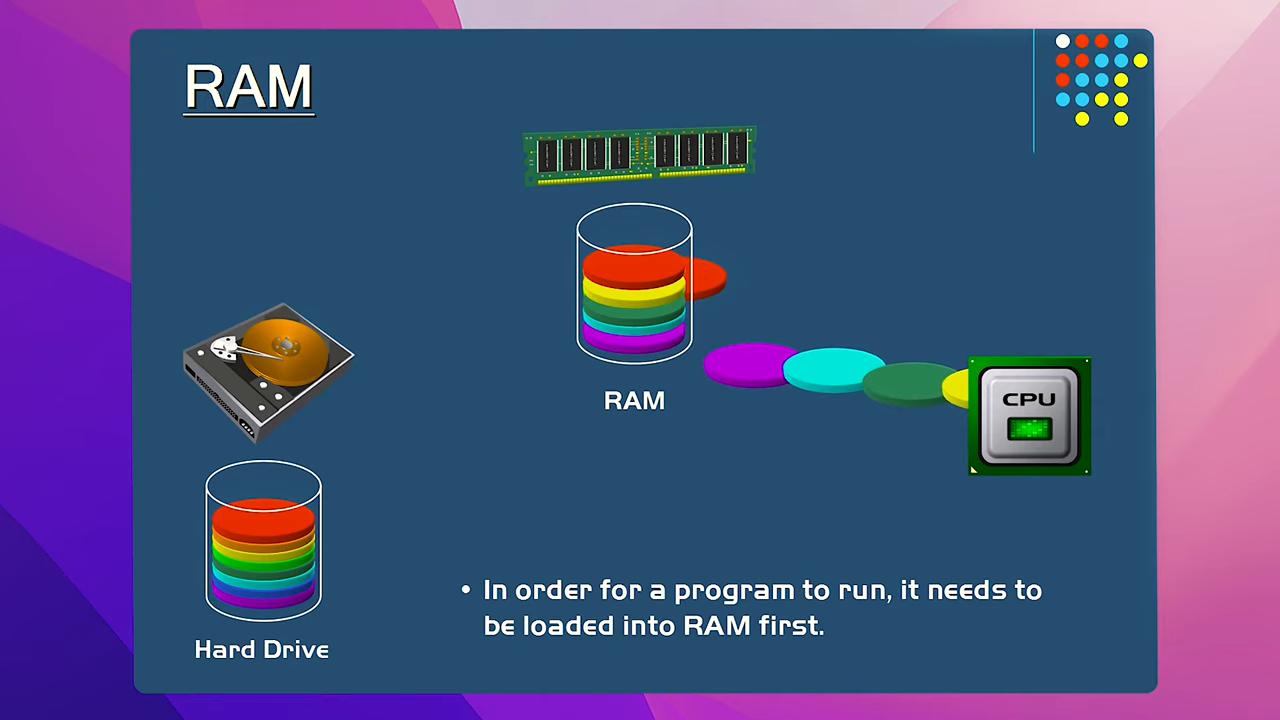 RAM
RAM
CPU
• In order for a program to run, it needs to
be loaded into RAM first.
Hard Drive